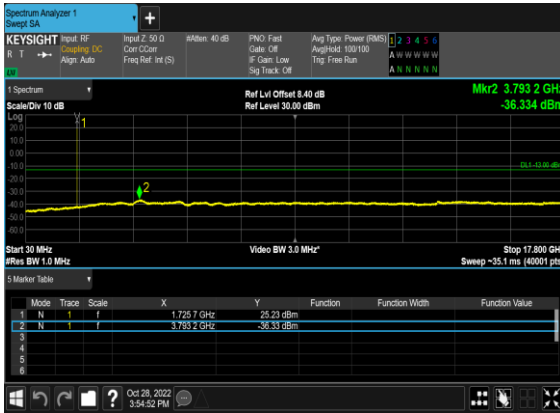 Spectrum Analyzer 1
Swept SA
KEYSIGHT Input: RF Input Z: 50 Ω #Atten: 40 dB PNO: Fast Avg Type: Power (RMS) 1 2 3 4 5 6
R T Coupling: DC Corr CCorr Gate: Off Avg|Hold: 100/100 A W W W W W
Align: Auto Freq Ref: Int (S) IF Gain: Low Trig: Free Run
Sig Track: Off A N N N N N
1 Spectrum
Ref Lvl Offset 8.40 dB Mkr2 3.793 2 GHz
Scale/Div 10 dB Ref Level 30.00 dBm -36.334 dBm
Log
20.0
10.0
0.00
-10.0
DL1 -13.00 dBm
-20.0
-30.0
-40.0
-50.0
-60.0
1
2
Start 30 MHz Video BW 3.0 MHz* Stop 17.800 GHz
#Res BW 1.0 MHz Sweep ~35.1 ms (40001 pts)
5 Marker Table
Mode Trace Scale X Y Function Function Width Function Value
1 N 1 f 1.725 7 GHz 25.23 dBm
2 N 1 f 3.793 2 GHz -36.33 dBm
3
4
5
6
? Oct 28, 2022
3:54:52 PM